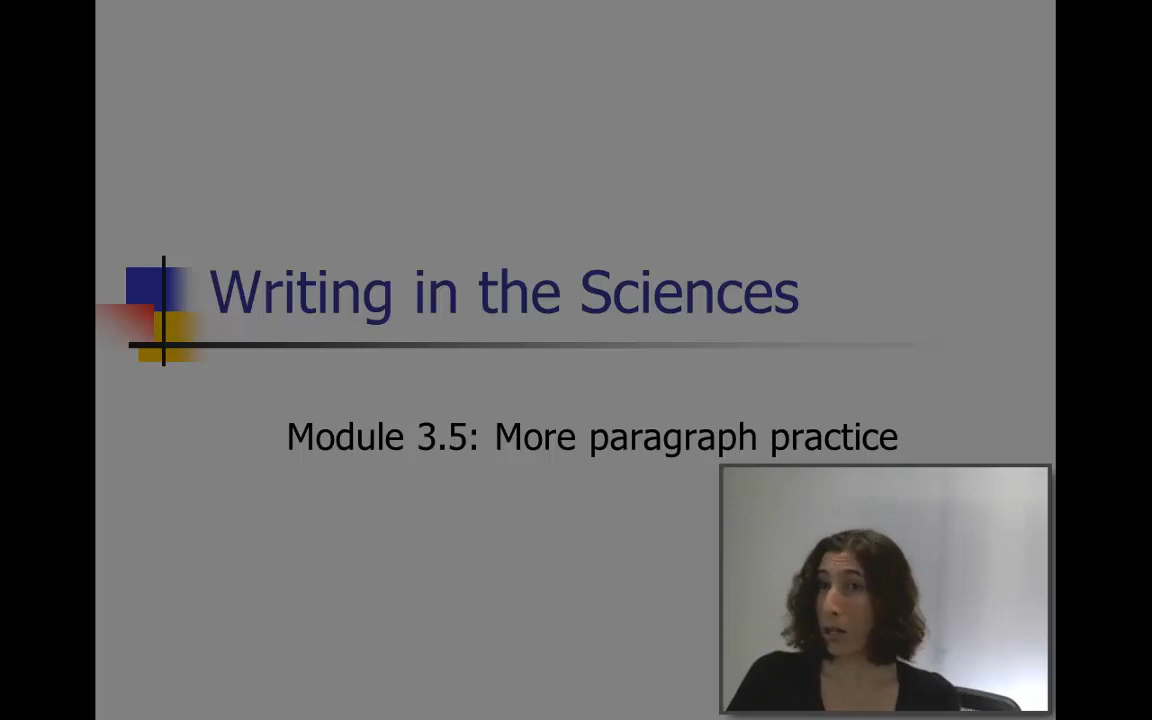 Writing in the Sciences
Module 3.5: More paragraph practice